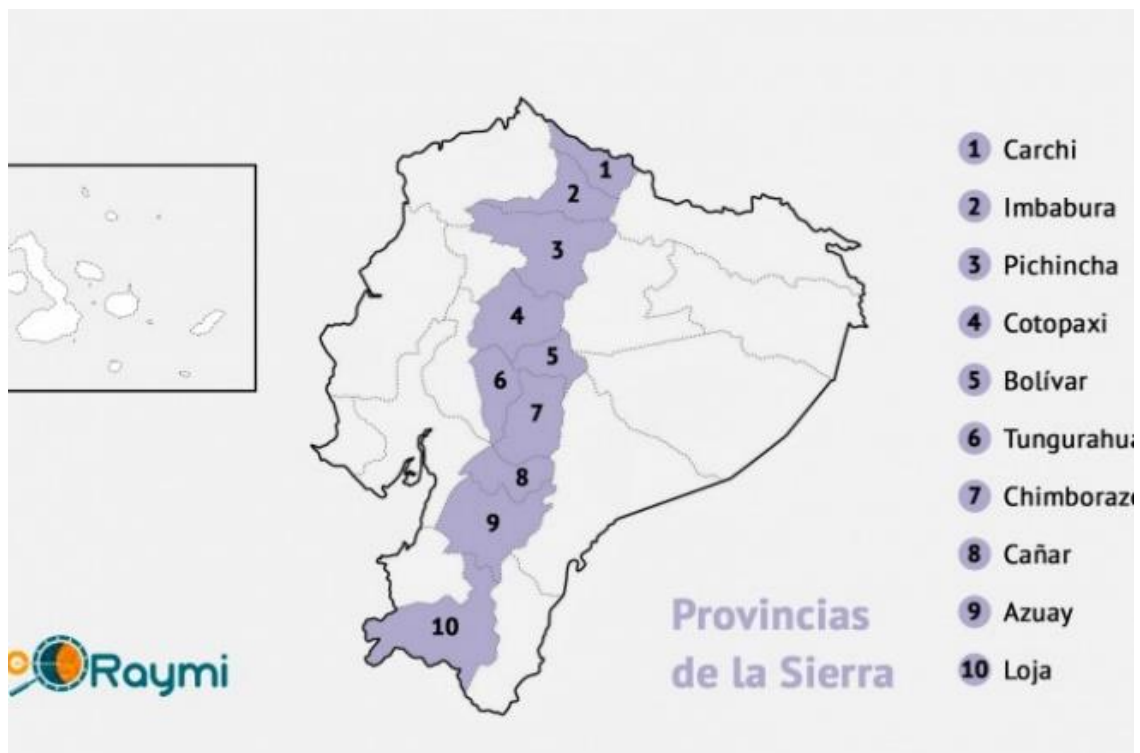 1
2
3
4
5
6
7
8
9
10
1 Carchi
2 Imbabura
3 Pichincha
4 Cotopaxi
5 Bolívar
6 Tungurahua
7 Chimborazo
8 Cañar
9 Azuay
10 Loja
Provincias
de la Sierra
Raymi